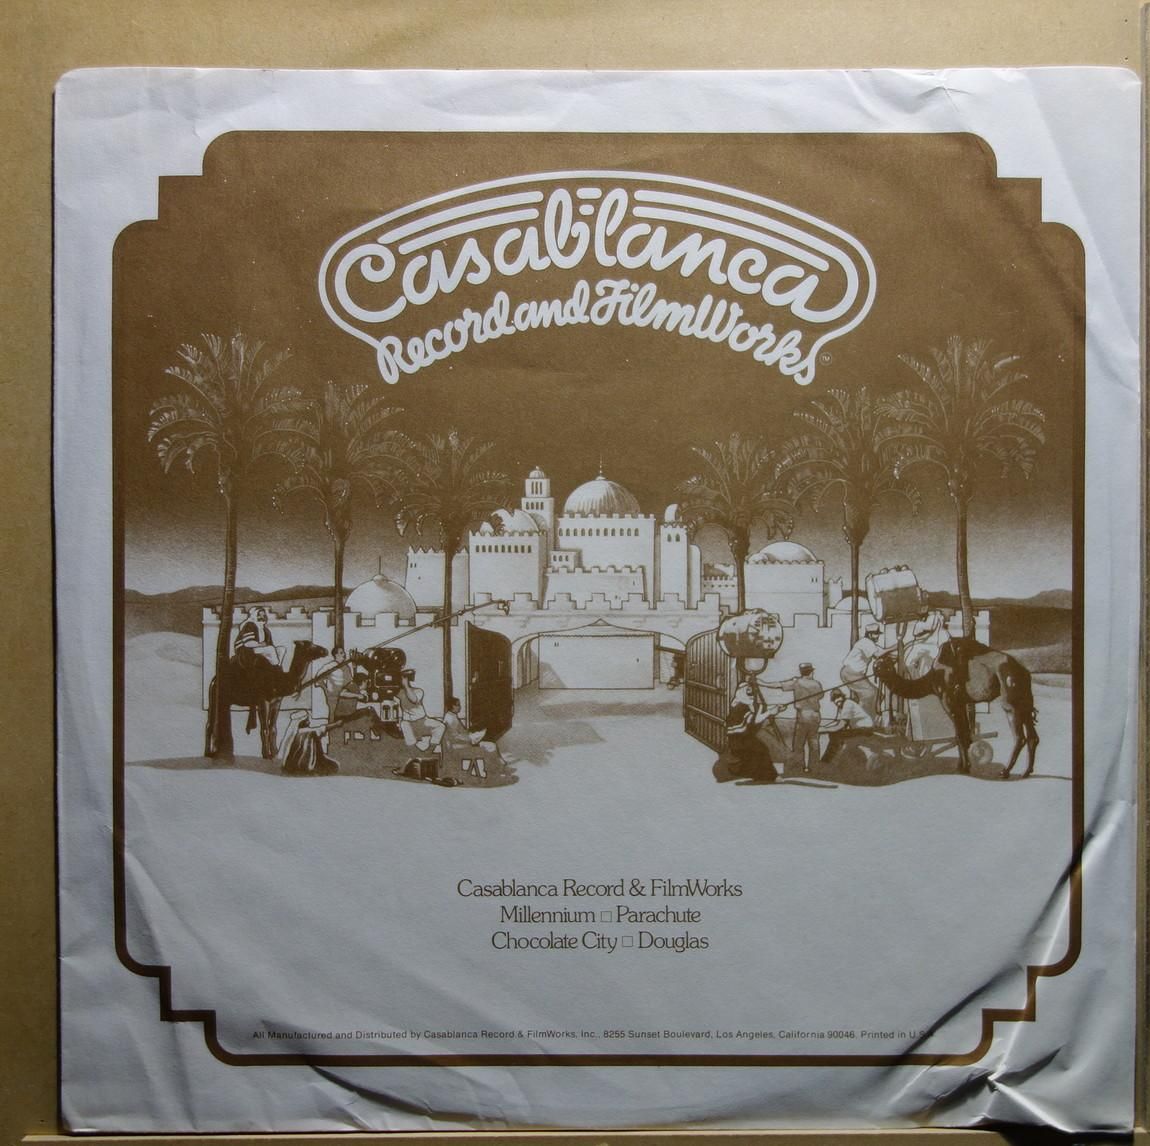 Casablanca
Record and FilmWorks ™
Casablanca Record & FilmWorks
Millennium □ Parachute
Chocolate City □ Douglas
All Manufactured and Distributed by Casablanca Record & FilmWorks, Inc., 8255 Sunset Boulevard, Los Angeles, California 90046. Printed in U.S.A.